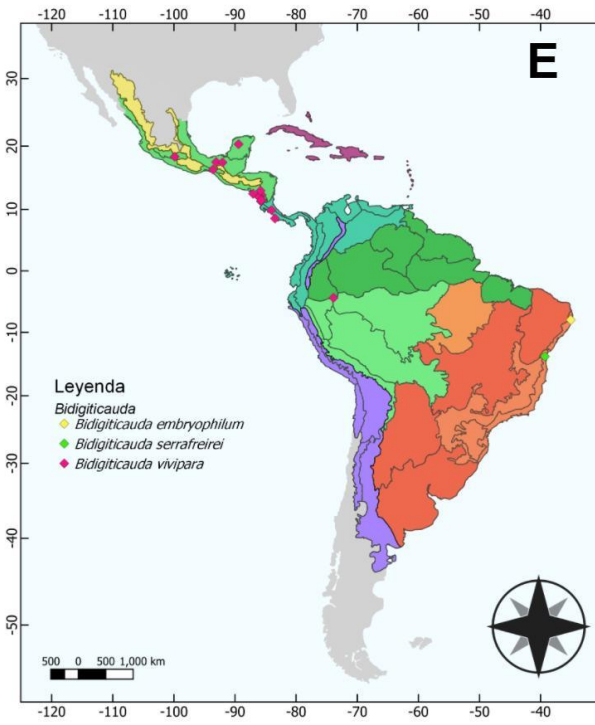 -120 -110 -100 -90 -80 -70 -60 -50 -40
E
30
20
10
0
-10
-20
-30
-40
-50
Leyenda
Bidigiticauda
Bidigiticauda embryophilum
Bidigiticauda serrafreirei
Bidigiticauda vivipara
500 0 500 1,000 km
-120 -110 -100 -90 -80 -70 -60 -50 -40